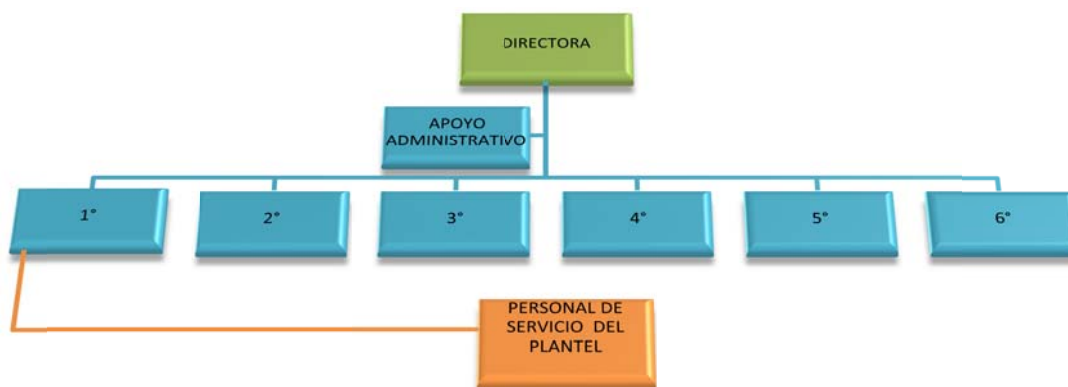 DIRECTORA
APOYO
ADMINISTRATIVO
1°
2°
3°
4°
5°
6°
PERSONAL DE
SERVICIO DEL
PLANTEL